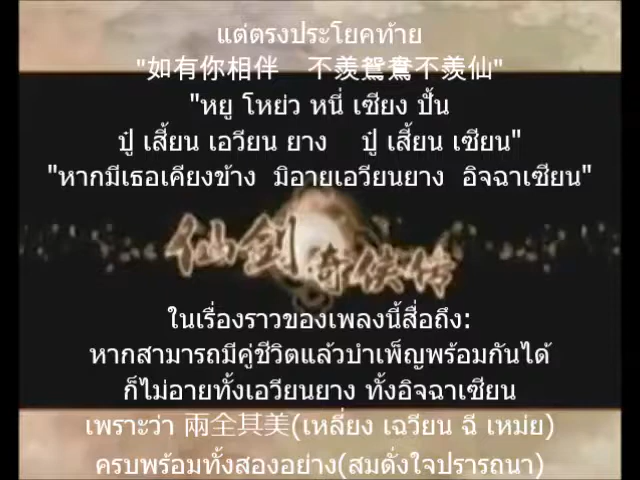 แต่ตรงประโยคท้าย
"如有你相伴 不羨鴛鴦不羨仙"
"หยู โหย่ว หนี่ เซียง ปั้น
ปู๋ เสี้ยน เอวียน ยาง ปู๋ เสี้ยน เซียน"
"หากมีเธอเคียงข้าง มิอายเอวียนยาง อิจฉาเซียน"
仙剑奇侠传
ในเรื่องราวของเพลงนี้สื่อถึง:
หากสามารถมีคู่ชีวิตแล้วบำเพ็ญพร้อมกันได้
ก็ไม่อายทั้งเอวียนยาง ทั้งอิจฉาเซียน
เพราะว่า 兩全其美(เหลี่ยง เฉวียน ฉี เหม่ย)
ครบพร้อมทั้งสองอย่าง(สมดั่งใจปรารถนา)